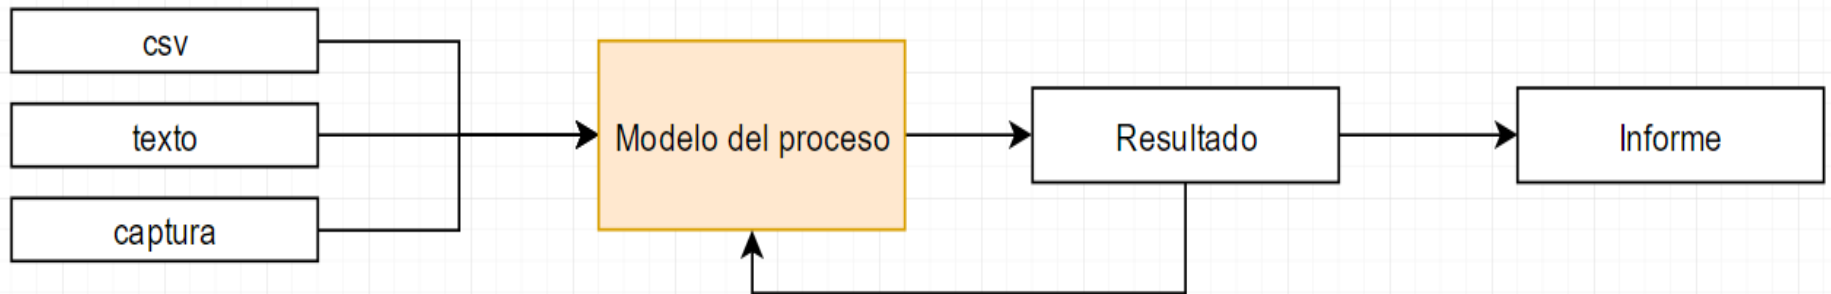 csv
texto
captura
Modelo del proceso
Resultado
Informe